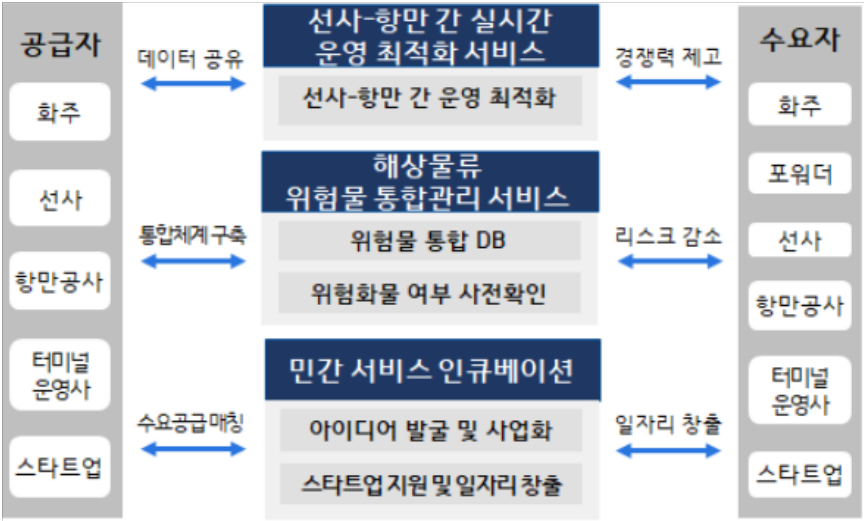 공급자
화주
선사
항만공사
터미널
운영사
스타트업
데이터 공유
통합체계 구축
수요공급 매칭
선사-항만 간 실시간
운영 최적화 서비스
선사-항만 간 운영 최적화
해상물류
위험물 통합관리 서비스
위험물 통합 DB
위험화물 여부 사전확인
민간 서비스 인큐베이션
아이디어 발굴 및 사업화
스타트업 지원 및 일자리 창출
경쟁력 제고
리스크 감소
일자리 창출
수요자
화주
포워더
선사
항만공사
터미널
운영사
스타트업